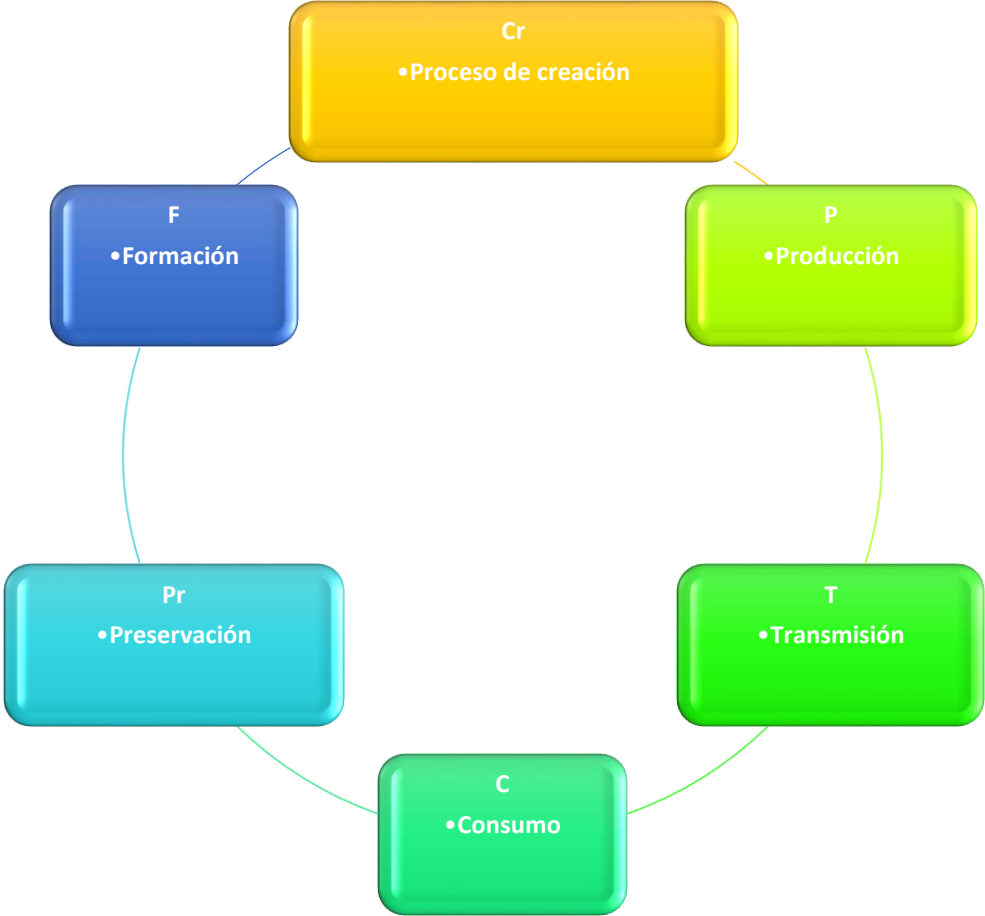 Cr
•Proceso de creación
F
•Formación
P
•Producción
Pr
•Preservación
T
•Transmisión
C
•Consumo